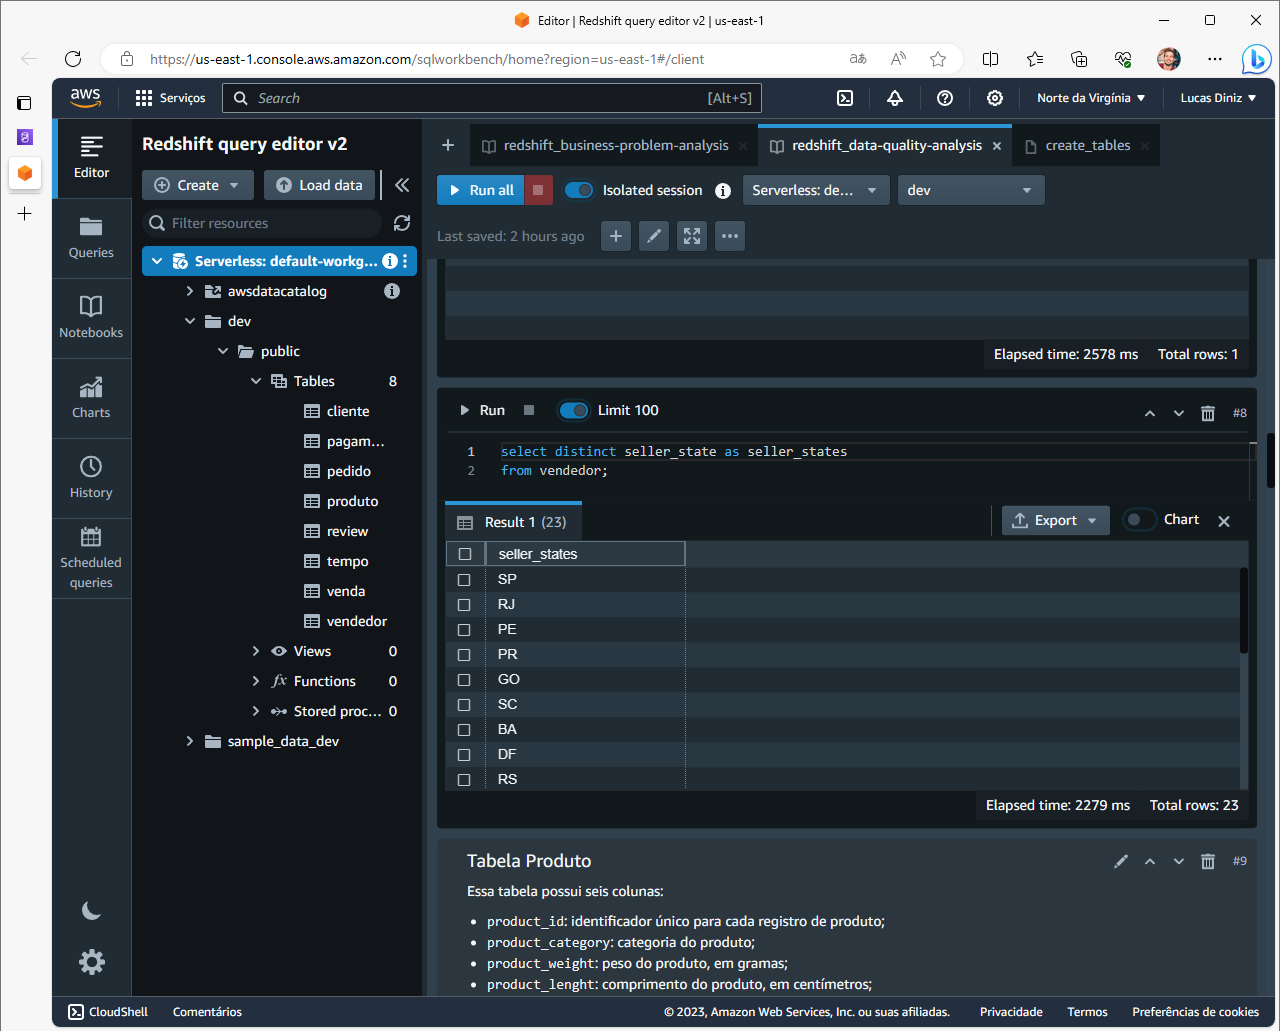 Editor | Redshift query editor v2 | us-east-1
https://us-east-1.console.aws.amazon.com/sqlworkbench/home?region=us-east-1#/client
aws
Serviços
Search
[Alt+S]
Norte da Virgínia
Lucas Diniz
Editor
Queries
Notebooks
Charts
History
Scheduled
queries
Redshift query editor v2
Create
Load data
Filter resources
Serverless: default-workg...
awsdatacatalog
dev
public
Tables 8
cliente
pagam...
pedido
produto
review
tempo
venda
vendedor
Views 0
Functions 0
Stored proc... 0
sample_data_dev
redshift_business-problem-analysis
redshift_data-quality-analysis
create_tables
Run all
Isolated session
Serverless: de...
dev
Last saved: 2 hours ago
Elapsed time: 2578 ms Total rows: 1
Run
Limit 100
#8
1 select distinct seller_state as seller_states
2 from vendedor;
Result 1 (23)
Export
Chart
seller_states
SP
RJ
PE
PR
GO
SC
BA
DF
RS
Elapsed time: 2279 ms Total rows: 23
Tabela Produto
#9
Essa tabela possui seis colunas:
• product_id: identificador único para cada registro de produto;
• product_category: categoria do produto;
• product_weight: peso do produto, em gramas;
• product_lenght: comprimento do produto, em centímetros;
CloudShell
Comentários
© 2023, Amazon Web Services, Inc. ou suas afiliadas.
Privacidade
Termos
Preferências de cookies